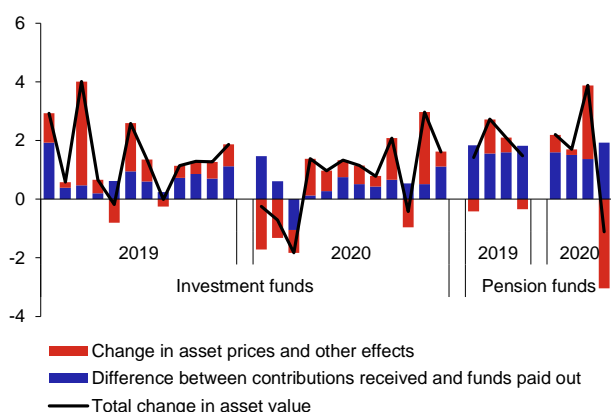 6
4
2
0
-2
-4
2019
2020
2019
2020
Investment funds
Pension funds
Change in asset prices and other effects
Difference between contributions received and funds paid out
Total change in asset value